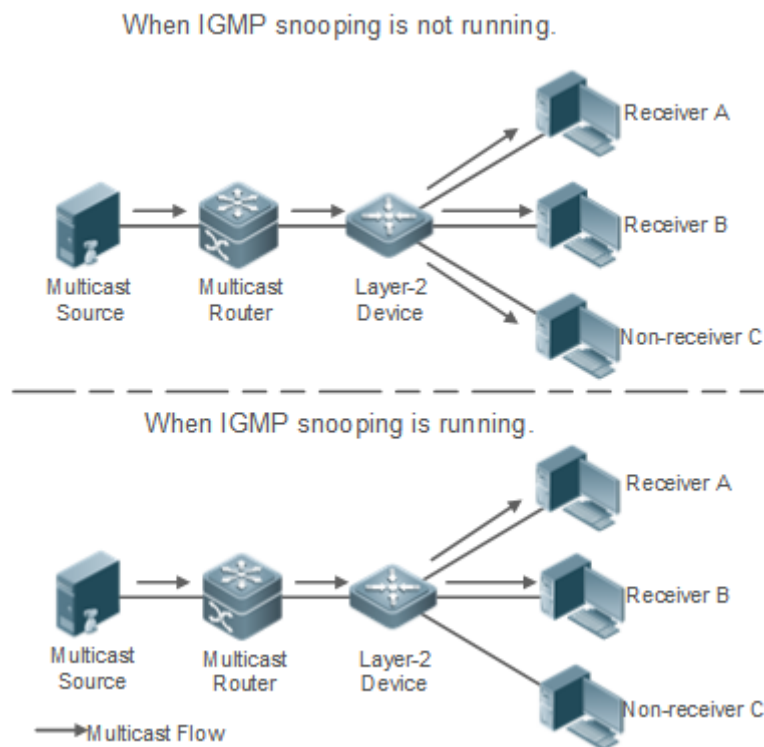 When IGMP snooping is not running.
Receiver A
Receiver B
Multicast
Source
Multicast
Router
Layer-2
Device
Non-receiver C
When IGMP snooping is running.
Receiver A
Receiver B
Multicast
Source
Multicast
Router
Layer-2
Device
Non-receiver C
Multicast Flow